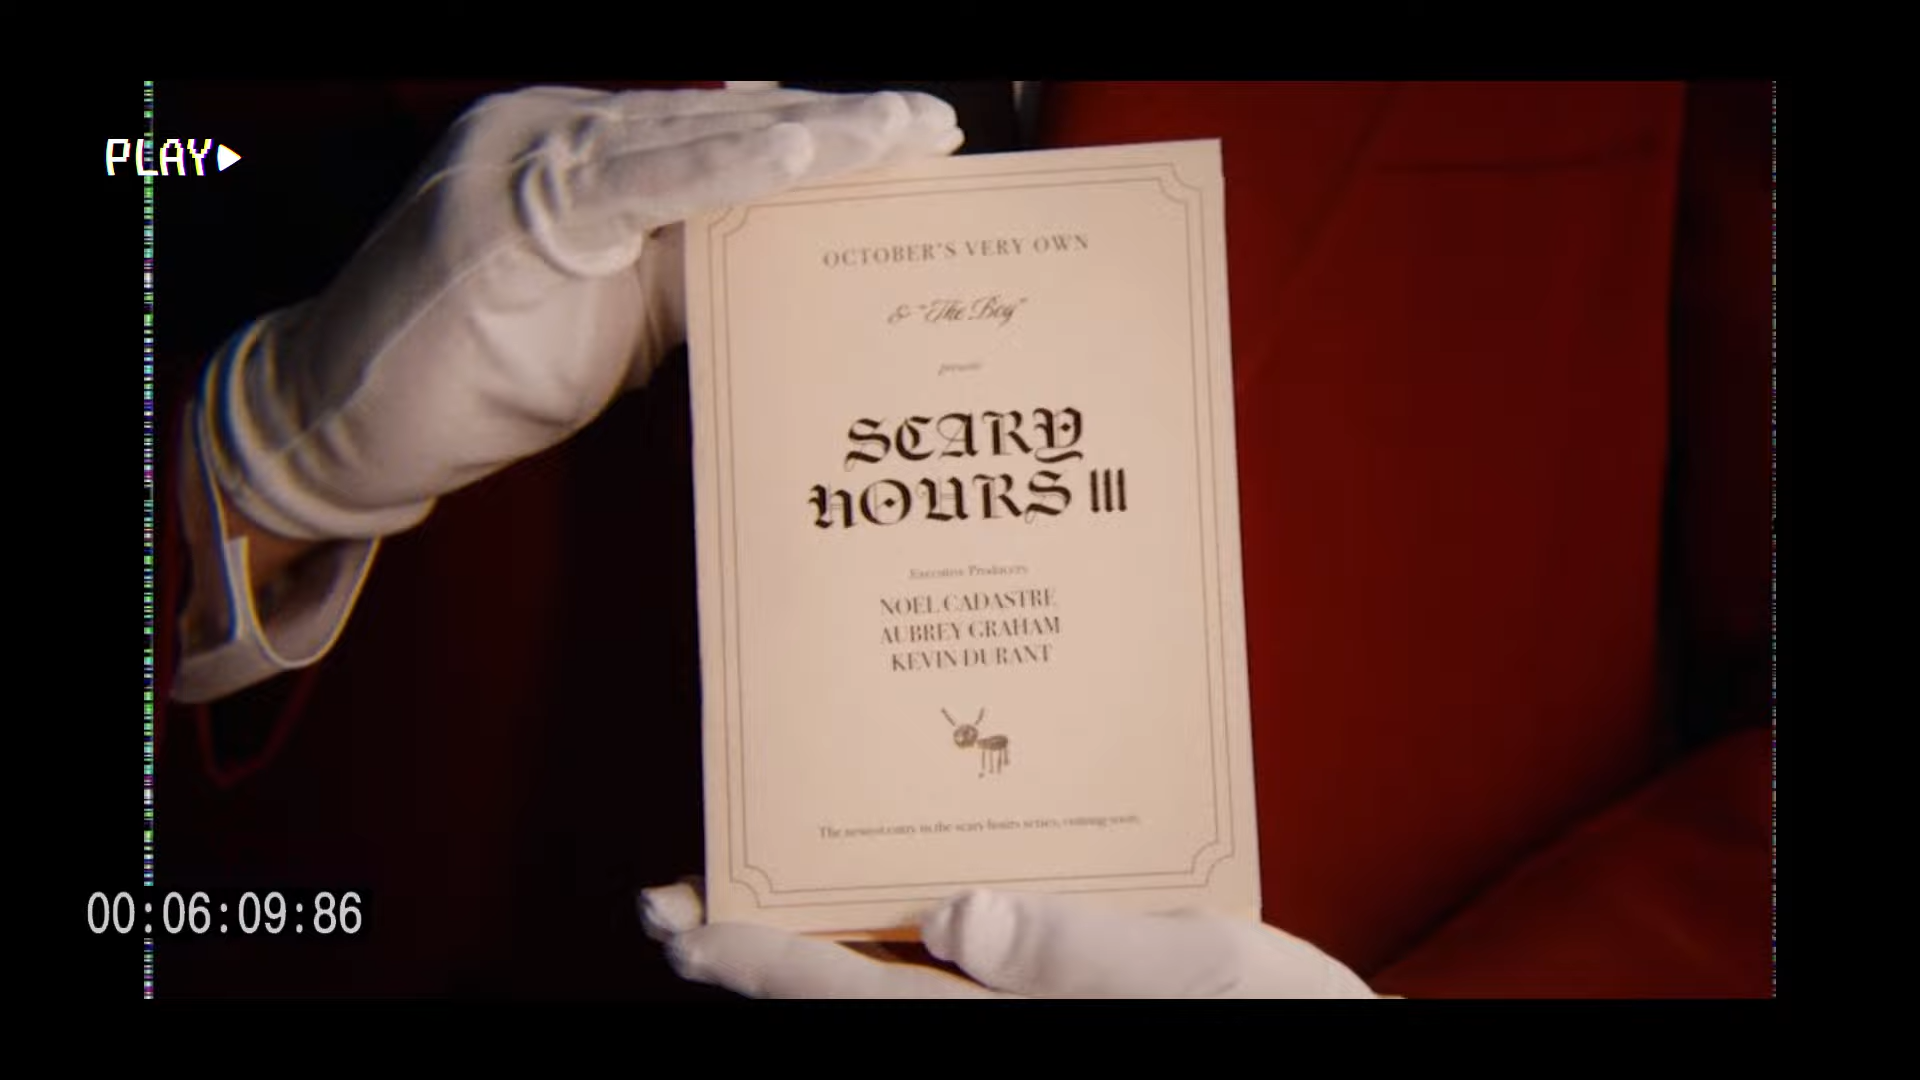 PLAY
OCTOBER'S VERY OWN
& "The Boy"
present
SCARY
HOURS III
Executive Producers
NOEL CADASTRE
AUBREY GRAHAM
KEVIN DURANT
The newest entry in the scary hours series, coming soon.
00:06:09:86